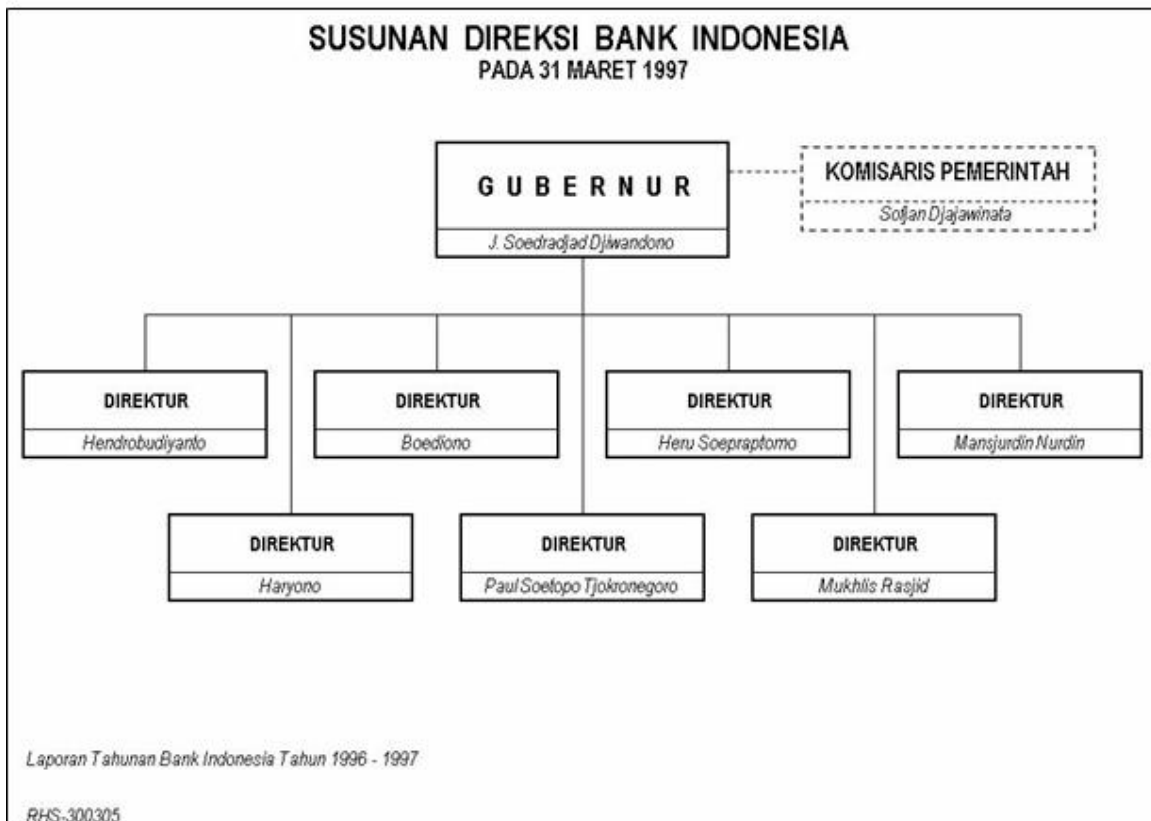 SUSUNAN DIREKSI BANK INDONESIA
PADA 31 MARET 1997
GUBERNUR
J. Soedradjad Djiwandono
KOMISARIS PEMERINTAH
Sofjan Djajawinata
DIREKTUR
Hendrobudiyanto
DIREKTUR
Boediono
DIREKTUR
Heru Soepraptomo
DIREKTUR
Mansjurdin Nurdin
DIREKTUR
Haryono
DIREKTUR
Paul Soetopo Tjokronegoro
DIREKTUR
Mukhlis Rasjid
Laporan Tahunan Bank Indonesia Tahun 1996 - 1997
RHS-300305